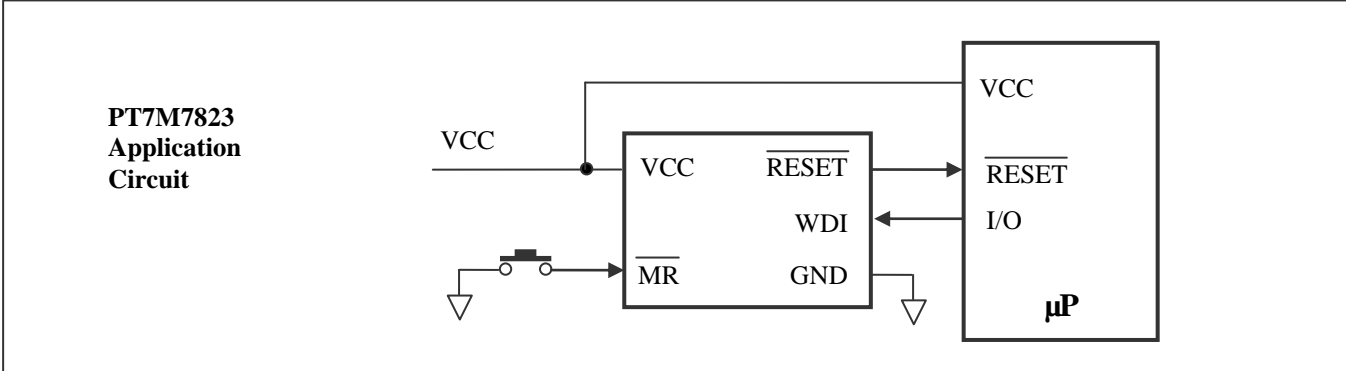 PT7M7823
Application
Circuit
VCC
VCC
RESET
WDI
MR
GND
VCC
RESET
I/O
µP